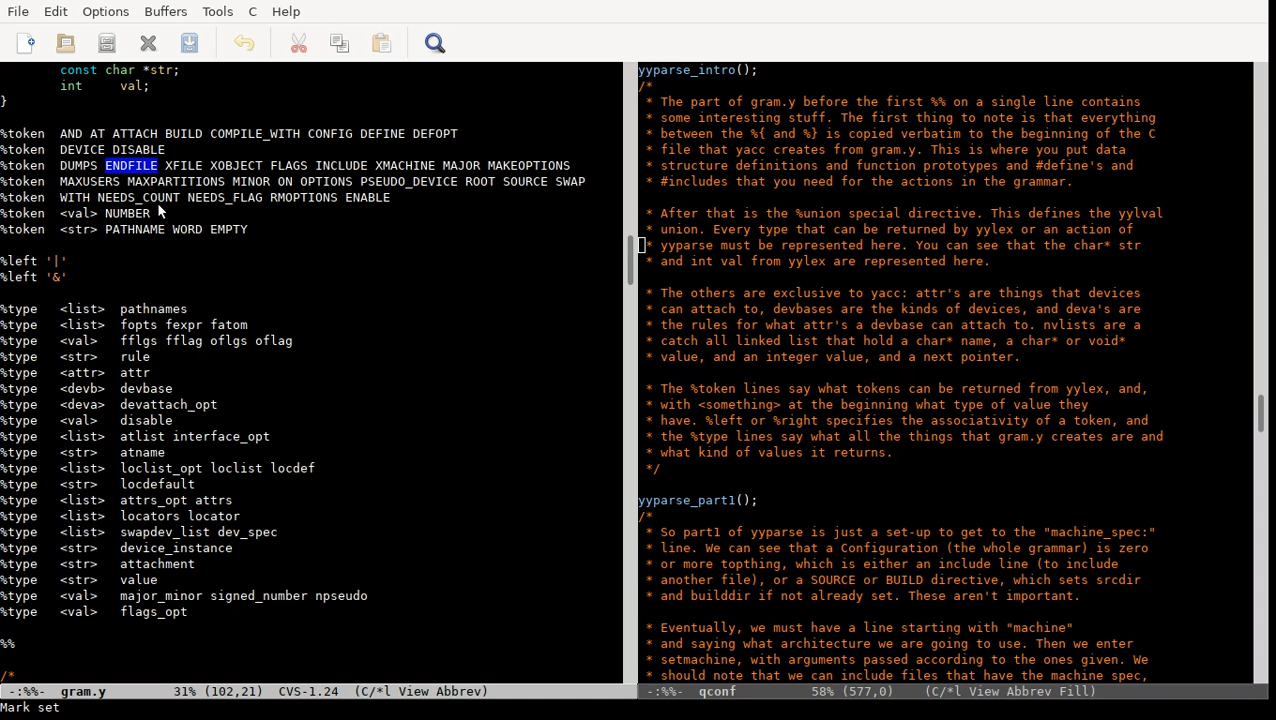 File Edit Options Buffers Tools C Help
const char *str;
int val;
}
%token AND AT ATTACH BUILD COMPILE_WITH CONFIG DEFINE DEFOPT
%token DEVICE DISABLE
%token DUMPS ENDFILE XFILE XOBJECT FLAGS INCLUDE XMACHINE MAJOR MAKEOPTIONS
%token MAXUSERS MAXPARTITIONS MINOR ON OPTIONS PSEUDO_DEVICE ROOT SOURCE SWAP
%token WITH NEEDS_COUNT NEEDS_FLAG RMOPTIONS ENABLE
%token <val> NUMBER
%token <str> PATHNAME WORD EMPTY
%left '|'
%left '&'
%type <list> pathnames
%type <list> fopts fexpr fatom
%type <val> fflgs fflag oflgs oflag
%type <str> rule
%type <attr> attr
%type <devb> devbase
%type <deva> devattach_opt
%type <val> disable
%type <list> atlist interface_opt
%type <str> atname
%type <list> loclist_opt loclist locdef
%type <str> locdefault
%type <list> attrs_opt attrs
%type <list> locators locator
%type <list> swapdev_list dev_spec
%type <str> device_instance
%type <str> attachment
%type <str> value
%type <val> major_minor signed_number npseudo
%type <val> flags_opt
%%
/*
-:%%- gram.y 31% (102,21) CVS-1.24 (C/*l View Abbrev)
yyparse_intro();
/*
* The part of gram.y before the first %% on a single line contains
* some interesting stuff. The first thing to note is that everything
* between the %{ and %} is copied verbatim to the beginning of the C
* file that yacc creates from gram.y. This is where you put data
* structure definitions and function prototypes and #define's and
* #includes that you need for the actions in the grammar.
* After that is the %union special directive. This defines the yylval
* union. Every type that can be returned by yylex or an action of
* yyparse must be represented here. You can see that the char* str
* and int val from yylex are represented here.
* The others are exclusive to yacc: attr's are things that devices
* can attach to, devbases are the kinds of devices, and deva's are
* the rules for what attr's a devbase can attach to. nvlists are a
* catch all linked list that hold a char* name, a char* or void*
* value, and an integer value, and a next pointer.
* The %token lines say what tokens can be returned from yylex, and,
* with <something> at the beginning what type of value they
* have. %left or %right specifies the associativity of a token, and
* the %type lines say what all the things that gram.y creates are and
* what kind of values it returns.
*/
yyparse_part1();
/*
* So part1 of yyparse is just a set-up to get to the "machine_spec:"
* line. We can see that a Configuration (the whole grammar) is zero
* or more topthing, which is either an include line (to include
* another file), or a SOURCE or BUILD directive, which sets srcdir
* and builddir if not already set. These aren't important.
* Eventually, we must have a line starting with "machine"
* and saying what architecture we are going to use. Then we enter
* setmachine, with arguments passed according to the ones given. We
* should note that we can include files that have the machine spec,
-:%%- qconf 58% (577,0) (C/*l View Abbrev Fill)
Mark set